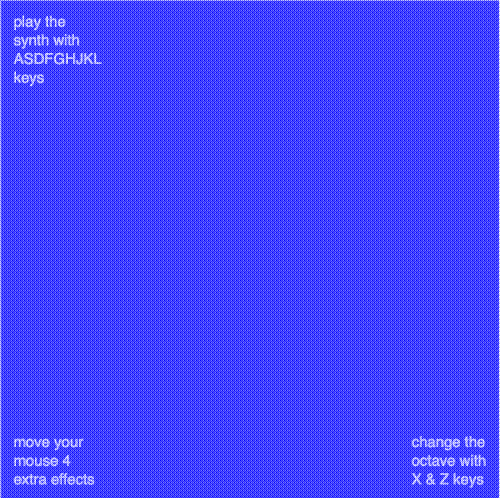 play the
synth with
ASDFGHJKL
keys
move your
mouse 4
extra effects
change the
octave with
X & Z keys